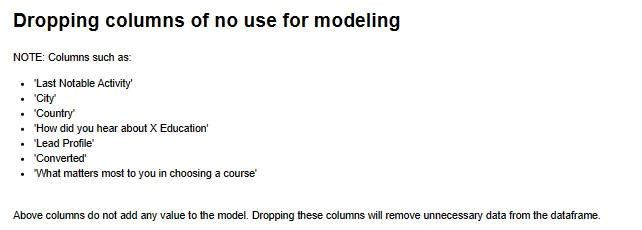 Dropping columns of no use for modeling
NOTE: Columns such as:
• 'Last Notable Activity'
• 'City'
• 'Country'
• 'How did you hear about X Education'
• 'Lead Profile'
• 'Converted'
• 'What matters most to you in choosing a course'
Above columns do not add any value to the model. Dropping these columns will remove unnecessary data from the dataframe.